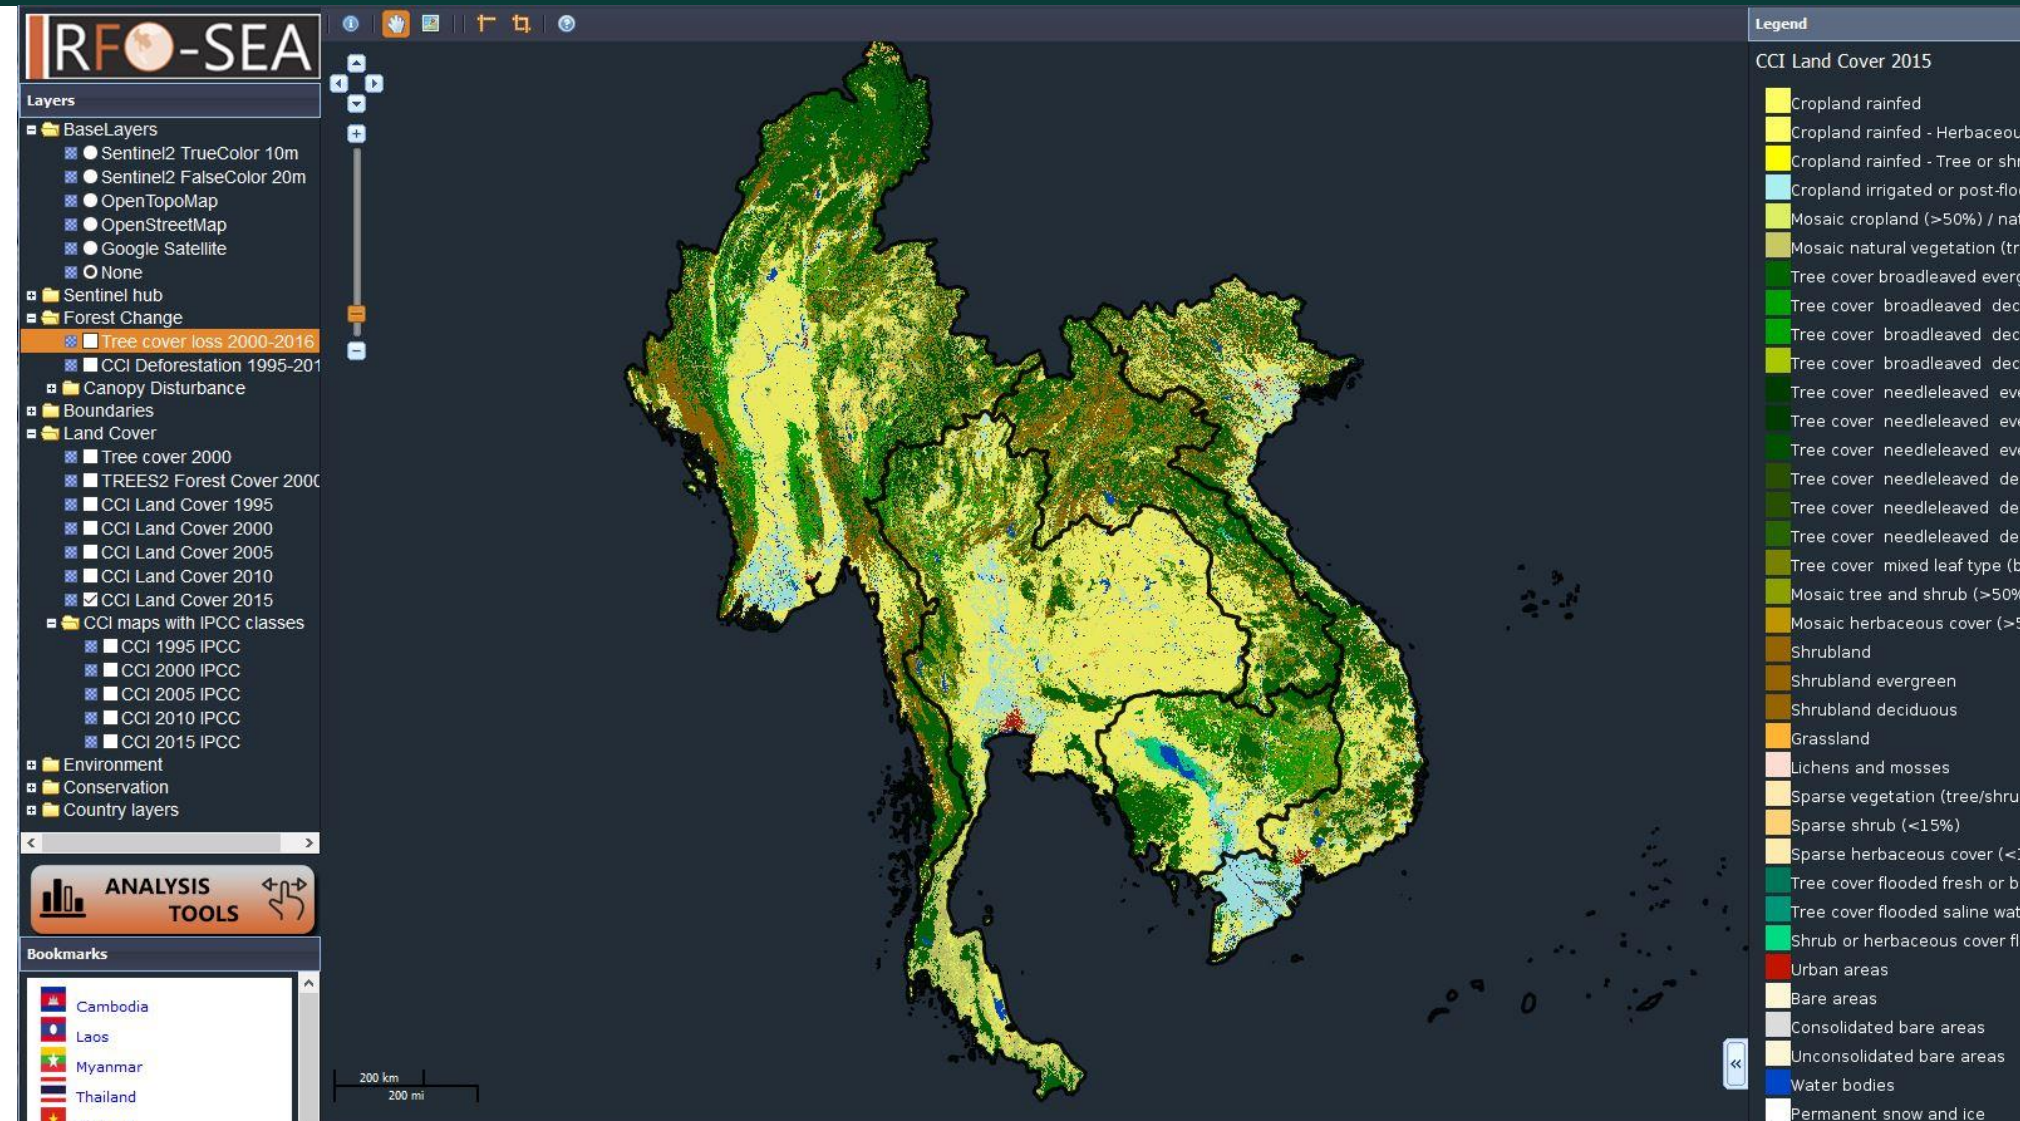 RFO-SEA
Layers
BaseLayers
Sentinel2 TrueColor 10m
Sentinel2 FalseColor 20m
OpenTopoMap
OpenStreetMap
Google Satellite
None
Sentinel hub
Forest Change
Tree cover loss 2000-2016
CCI Deforestation 1995-201
Canopy Disturbance
Boundaries
Land Cover
Tree cover 2000
TREES2 Forest Cover 2000
CCI Land Cover 1995
CCI Land Cover 2000
CCI Land Cover 2005
CCI Land Cover 2010
CCI Land Cover 2015
CCI maps with IPCC classes
CCI 1995 IPCC
CCI 2000 IPCC
CCI 2005 IPCC
CCI 2010 IPCC
CCI 2015 IPCC
Environment
Conservation
Country layers
ANALYSIS
TOOLS
Bookmarks
Cambodia
Laos
Myanmar
Thailand
200 km
200 mi
Legend
CCI Land Cover 2015
Cropland rainfed
Cropland rainfed - Herbaceou
Cropland rainfed - Tree or shr
Cropland irrigated or post-floo
Mosaic cropland (>50%) / nat
Mosaic natural vegetation (tr
Tree cover broadleaved everg
Tree cover broadleaved dec
Tree cover broadleaved dec
Tree cover broadleaved dec
Tree cover needleleaved eve
Tree cover needleleaved eve
Tree cover needleleaved eve
Tree cover needleleaved de
Tree cover needleleaved de
Tree cover needleleaved de
Tree cover mixed leaf type (b
Mosaic tree and shrub (>50%
Mosaic herbaceous cover (>5
Shrubland
Shrubland evergreen
Shrubland deciduous
Grassland
Lichens and mosses
Sparse vegetation (tree/shru
Sparse shrub (<15%)
Sparse herbaceous cover (<1
Tree cover flooded fresh or b
Tree cover flooded saline wat
Shrub or herbaceous cover fl
Urban areas
Bare areas
Consolidated bare areas
Unconsolidated bare areas
Water bodies
Permanent snow and ice